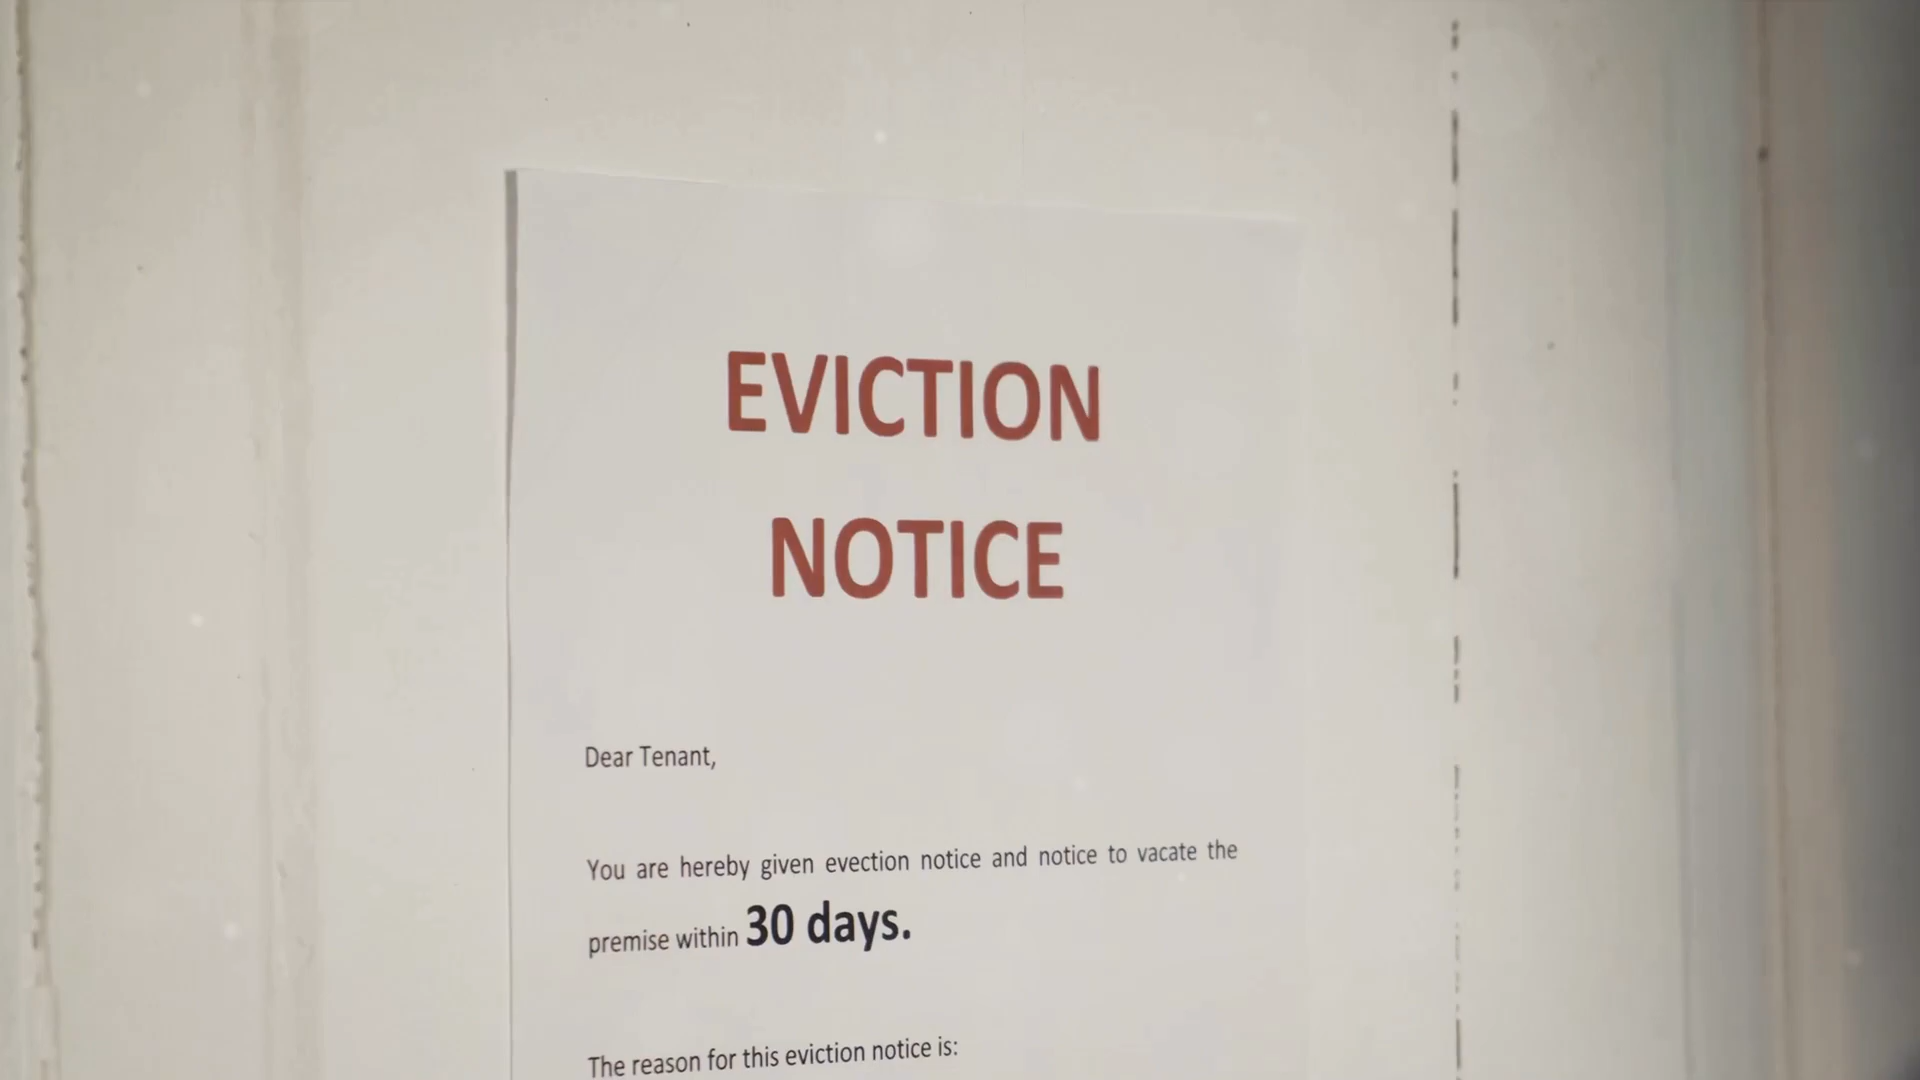 EVICTION
NOTICE
Dear Tenant,
You are hereby given evection notice and notice to vacate the
premise within 30 days.
The reason for this eviction notice is: